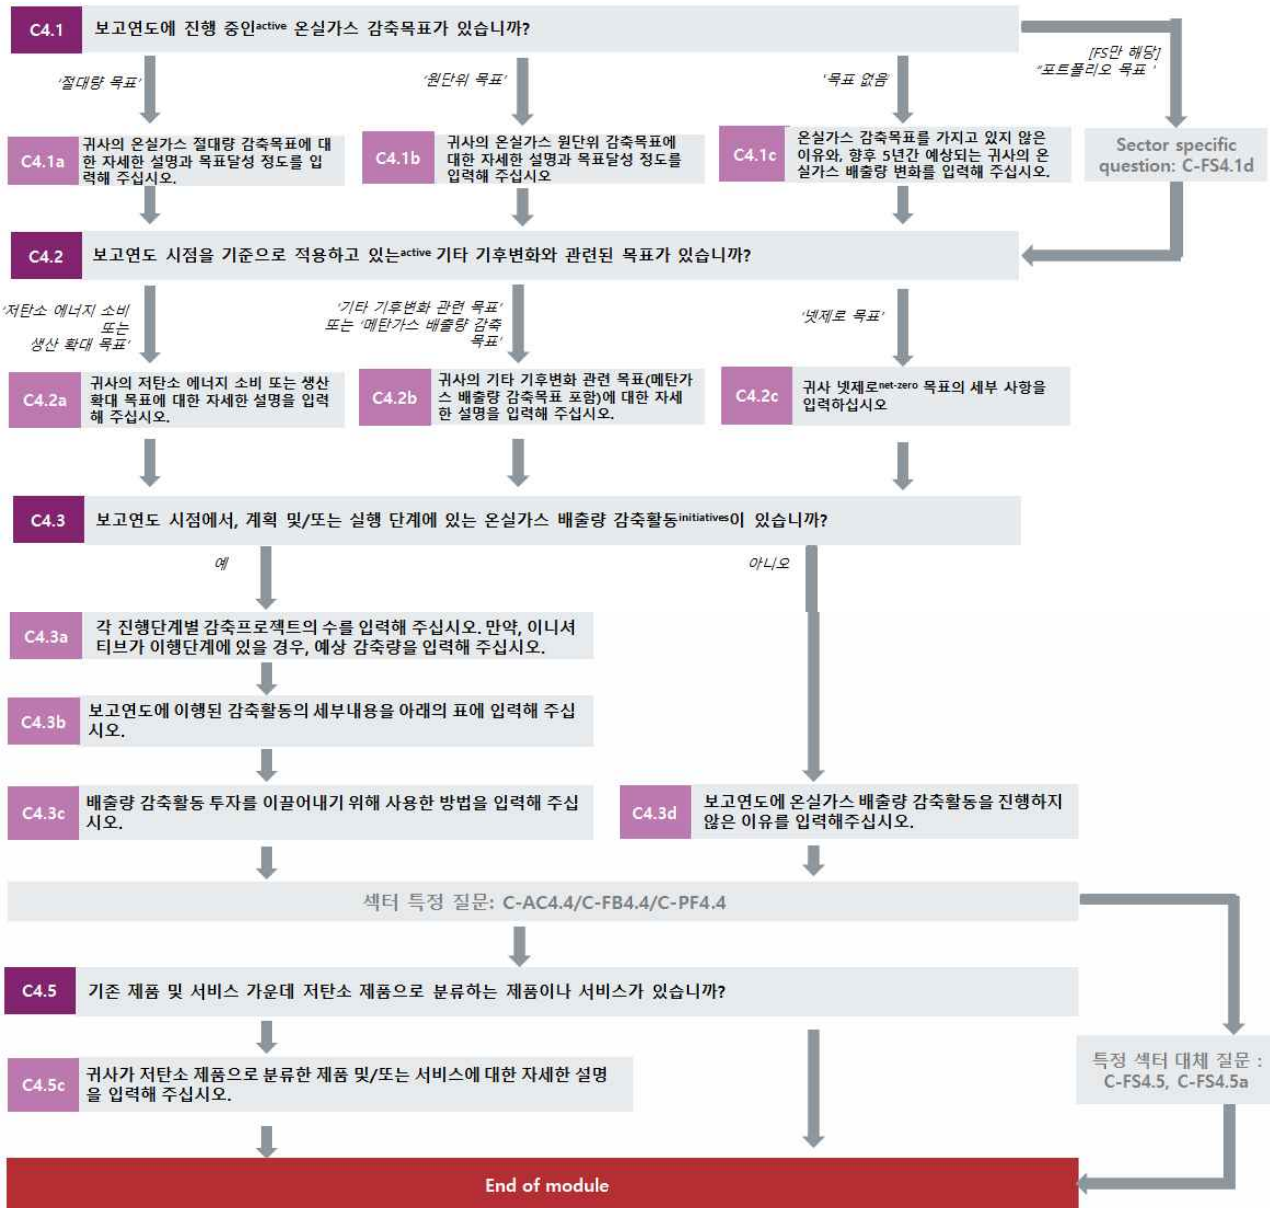 C4.1 보고연도에 진행 중인active 온실가스 감축목표가 있습니까?
'절대량 목표'
'원단위 목표'
'목표 없음'
[FS만 해당]
"포트폴리오 목표 '
C4.1a
귀사의 온실가스 절대량 감축목표에 대
한 자세한 설명과 목표달성 정도를 입
력해 주십시오.
C4.1b
귀사의 온실가스 원단위 감축목표에
대한 자세한 설명과 목표달성 정도를
입력해 주십시오
C4.1c
온실가스 감축목표를 가지고 있지 않은
이유와, 향후 5년간 예상되는 귀사의 온
실가스 배출량 변화를 입력해 주십시오.
Sector specific
question: C-FS4.1d
C4.2 보고연도 시점을 기준으로 적용하고 있는active 기타 기후변화와 관련된 목표가 있습니까?
'저탄소 에너지 소비
또는
생산 확대 목표'
'기타 기후변화 관련 목표'
또는 '메탄가스 배출량 감축
목표'
'넷제로 목표'
C4.2a
귀사의 저탄소 에너지 소비 또는 생산
확대 목표에 대한 자세한 설명을 입력
해 주십시오.
C4.2b
귀사의 기타 기후변화 관련 목표(메탄가
스 배출량 감축목표 포함)에 대한 자세
한 설명을 입력해 주십시오.
C4.2c
귀사 넷제로net-zero 목표의 세부 사항을
입력하십시오
C4.3 보고연도 시점에서, 계획 및/또는 실행 단계에 있는 온실가스 배출량 감축활동initiatives이 있습니까?
예
아니오
C4.3a
각 진행단계별 감축프로젝트의 수를 입력해 주십시오. 만약, 이니셔
티브가 이행단계에 있을 경우, 예상 감축량을 입력해 주십시오.
C4.3b
보고연도에 이행된 감축활동의 세부내용을 아래의 표에 입력해 주십
시오.
C4.3c
배출량 감축활동 투자를 이끌어내기 위해 사용한 방법을 입력해 주십
시오.
C4.3d
보고연도에 온실가스 배출량 감축활동을 진행하지
않은 이유를 입력해주십시오.
섹터 특정 질문: C-AC4.4/C-FB4.4/C-PF4.4
C4.5 기존 제품 및 서비스 가운데 저탄소 제품으로 분류하는 제품이나 서비스가 있습니까?
C4.5c
귀사가 저탄소 제품으로 분류한 제품 및/또는 서비스에 대한 자세한 설명
을 입력해 주십시오.
특정 섹터 대체 질문 :
C-FS4.5, C-FS4.5a
End of module